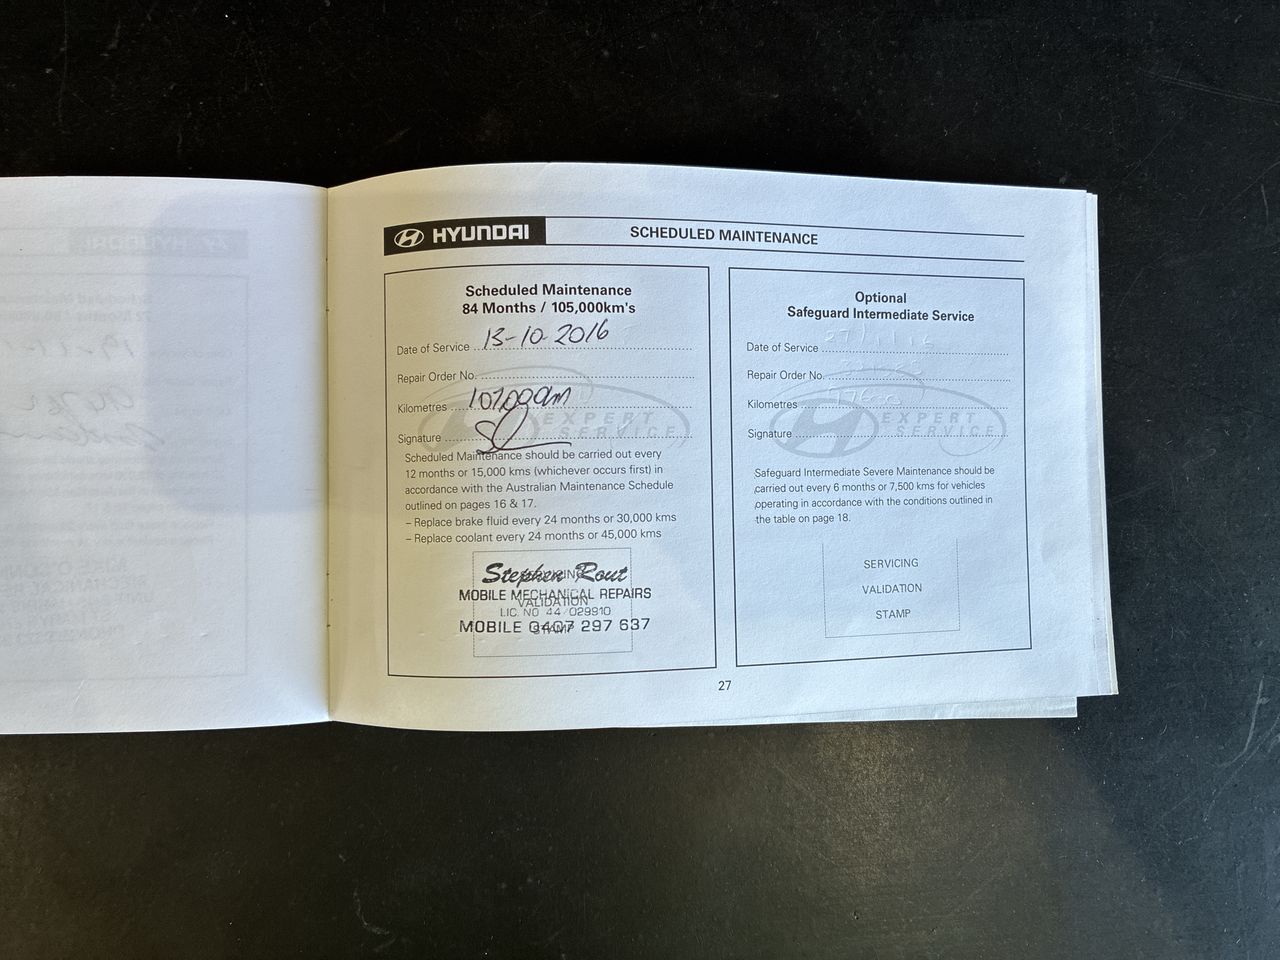 HYUNDAI
SCHEDULED MAINTENANCE
Scheduled Maintenance
84 Months / 105,000km's
Date of Service 13-10-2016
Repair Order No.
Kilometres
EXPERT
SERVICE
Signature
Scheduled Maintenance should be carried out every
12 months or 15,000 kms (whichever occurs first) in
accordance with the Australian Maintenance Schedule
outlined on pages 16 & 17.
– Replace brake fluid every 24 months or 30,000 kms
– Replace coolant every 24 months or 45,000 kms
SERVICING
VALIDATION
STAMP
Stephen Rout
MOBILE MECHANICAL REPAIRS
LIC. NO 44 029910
MOBILE 0407 297 637
Optional
Safeguard Intermediate Service
Date of Service
Repair Order No.
Kilometres
EXPERT
SERVICE
Signature
Safeguard Intermediate Severe Maintenance should be
carried out every 6 months or 7,500 kms for vehicles
operating in accordance with the conditions outlined in
the table on page 18.
SERVICING
VALIDATION
STAMP
27